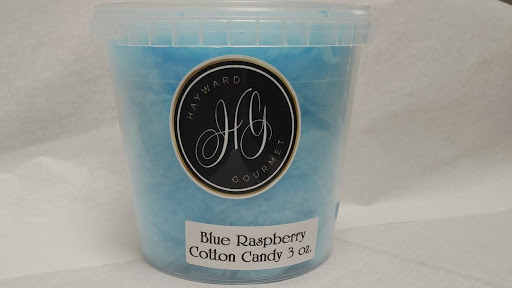 HAYWARD
HG
GOURMET
Blue Raspberry
Cotton Candy 3 oz.